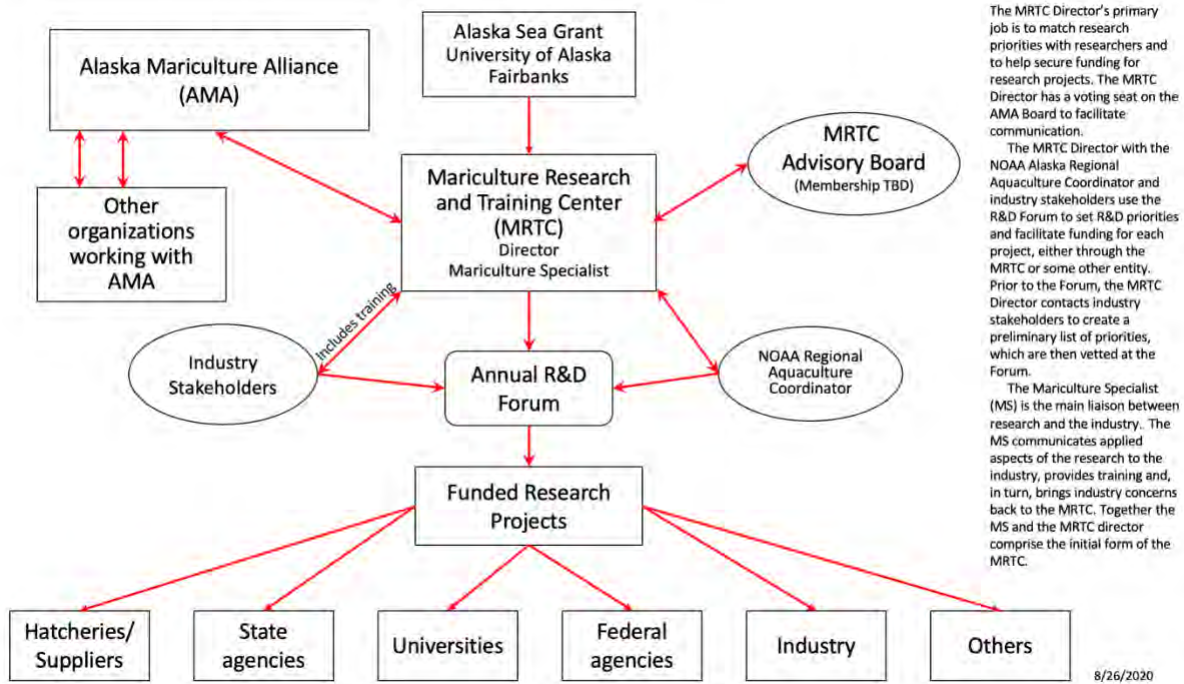 Alaska Sea Grant
University of Alaska
Fairbanks
Alaska Mariculture Alliance
(AMA)
MRTC
Advisory Board
(Membership TBD)
Mariculture Research
and Training Center
(MRTC)
Director
Mariculture Specialist
Other
organizations
working with
AMA
Includes training
Industry
Stakeholders
Annual R&D
Forum
NOAA Regional
Aquaculture
Coordinator
Funded Research
Projects
Hatcheries/
Suppliers
State
agencies
Universities
Federal
agencies
Industry
Others
The MRTC Director’s primary
job is to match research
priorities with researchers and
to help secure funding for
research projects. The MRTC
Director has a voting seat on the
AMA Board to facilitate
communication.
The MRTC Director with the
NOAA Alaska Regional
Aquaculture Coordinator and
industry stakeholders use the
R&D Forum to set R&D priorities
and facilitate funding for each
project, either through the
MRTC or some other entity.
Prior to the Forum, the MRTC
Director contacts industry
stakeholders to create a
preliminary list of priorities,
which are then vetted at the
Forum.
The Mariculture Specialist
(MS) is the main liaison between
research and the industry.. The
MS communicates applied
aspects of the research to the
industry, provides training and,
in turn, brings industry concerns
back to the MRTC. Together the
MS and the MRTC director
comprise the initial form of the
MRTC.
8/26/2020